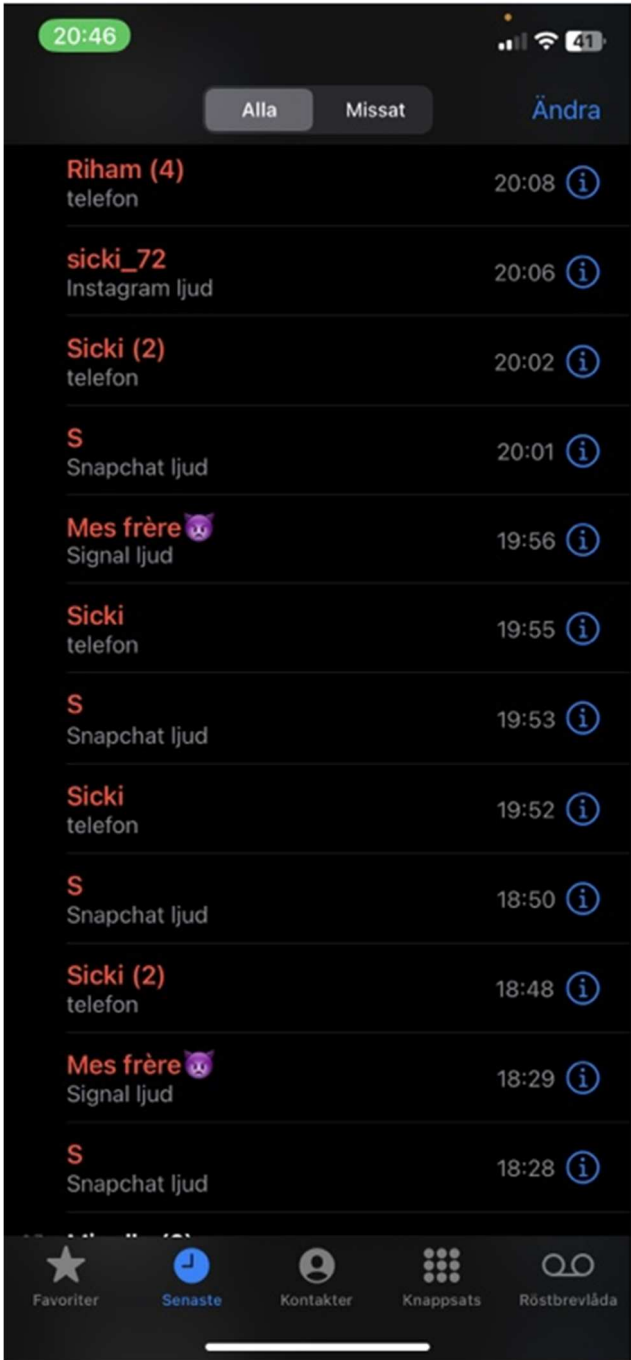 20:46
41
Alla Missat Ändra
Riham (4)
telefon 20:08
sicki_72
Instagram ljud 20:06
Sicki (2)
telefon 20:02
S
Snapchat ljud 20:01
Mes frère😈
Signal ljud 19:56
Sicki
telefon 19:55
S
Snapchat ljud 19:53
Sicki
telefon 19:52
S
Snapchat ljud 18:50
Sicki (2)
telefon 18:48
Mes frère😈
Signal ljud 18:29
S
Snapchat ljud 18:28
Favoriter Senaste Kontakter Knappsats Röstbrevlåda